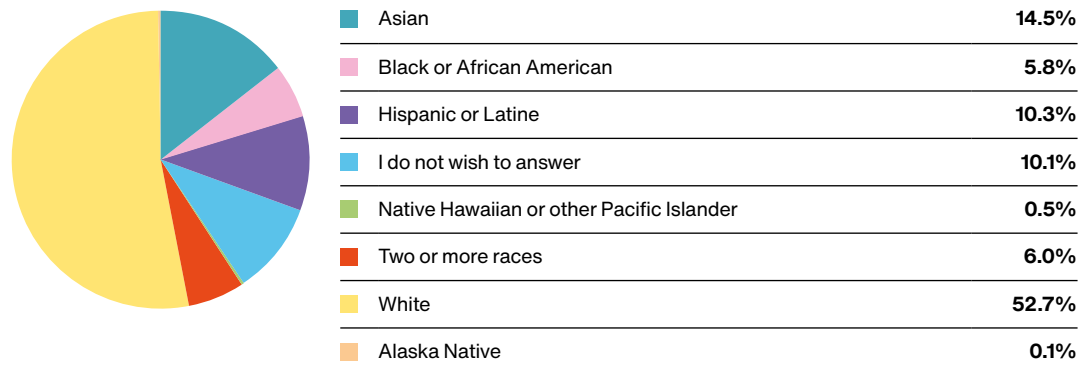 Asian 14.5%
Black or African American 5.8%
Hispanic or Latine 10.3%
I do not wish to answer 10.1%
Native Hawaiian or other Pacific Islander 0.5%
Two or more races 6.0%
White 52.7%
Alaska Native 0.1%